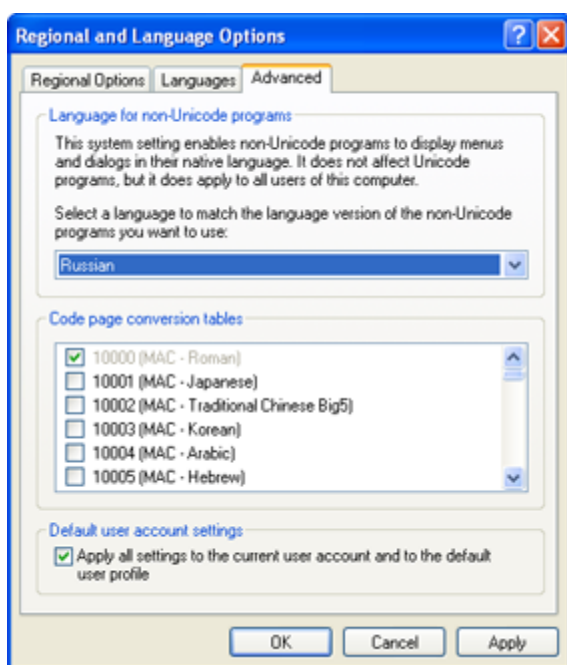 Regional and Language Options
Regional Options
Languages
Advanced
Language for non-Unicode programs
This system setting enables non-Unicode programs to display menus
and dialogs in their native language. It does not affect Unicode
programs, but it does apply to all users of this computer.
Select a language to match the language version of the non-Unicode
programs you want to use:
Russian
Code page conversion tables
10000 (MAC - Roman)
10001 (MAC - Japanese)
10002 (MAC - Traditional Chinese Big5)
10003 (MAC - Korean)
10004 (MAC - Arabic)
10005 (MAC - Hebrew)
Default user account settings
Apply all settings to the current user account and to the default
user profile
OK
Cancel
Apply